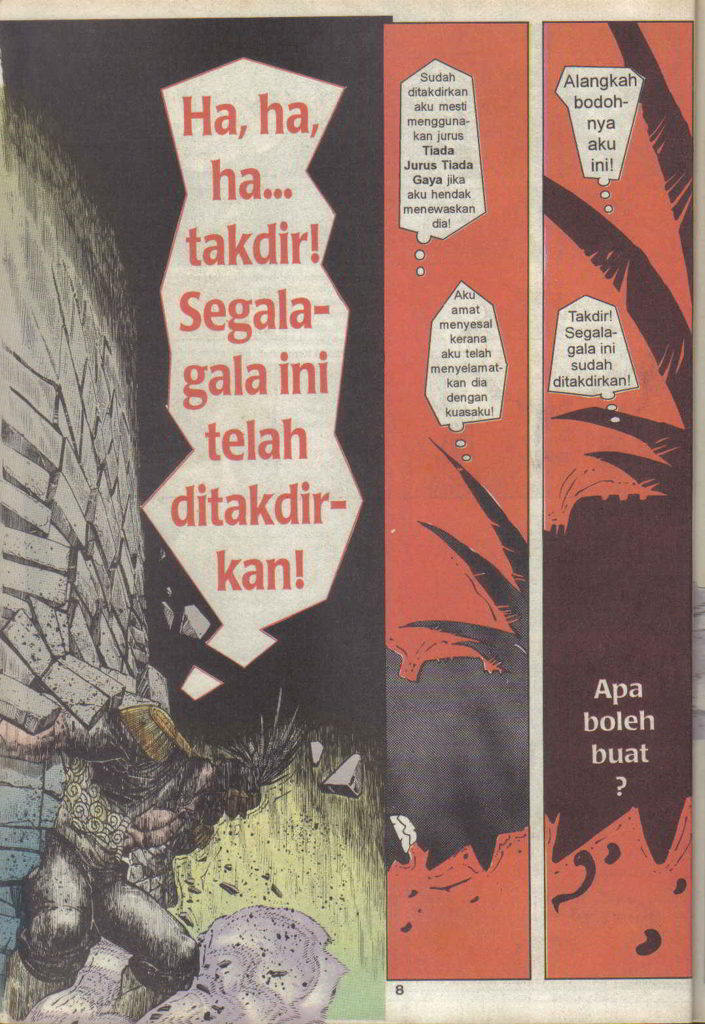 Ha, ha,
ha...
takdir!
Segala-
gala ini
telah
ditakdir-
kan!
Sudah
ditakdirkan
aku mesti
mengguna-
kan jurus
Tiada
Jurus Tiada
Gaya jika
aku hendak
menewaskan
dia!
Aku
amat
menyesal
kerana
aku telah
menyelamat-
kan dia
dengan
kuasaku!
Alangkah
bodoh-
nya
aku
ini!
Takdir!
Segala-
gala ini
sudah
ditakdirkan!
Apa
boleh
buat
?
8